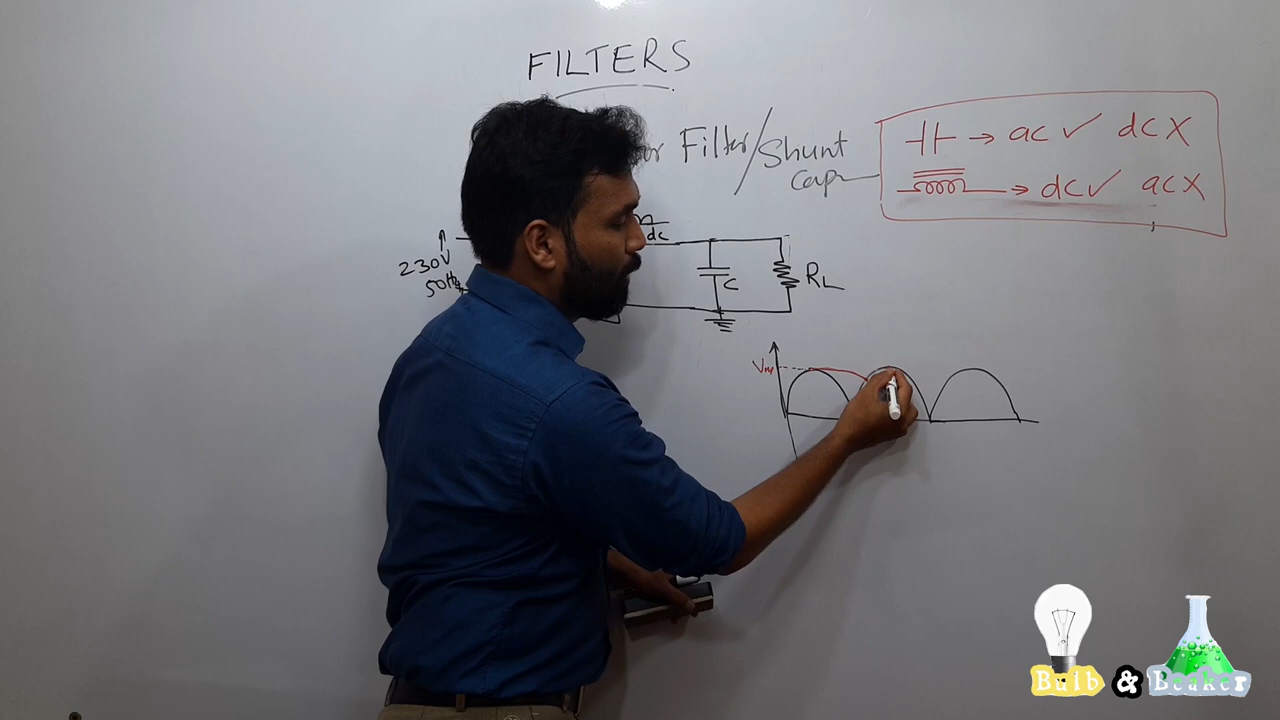 FILTERS
Filter/Shunt
cap
→ ac ✓ dc X
→ dc ✓ ac X
dc
230V
50Hz
C
RL
Vm
Bulb & Beaker